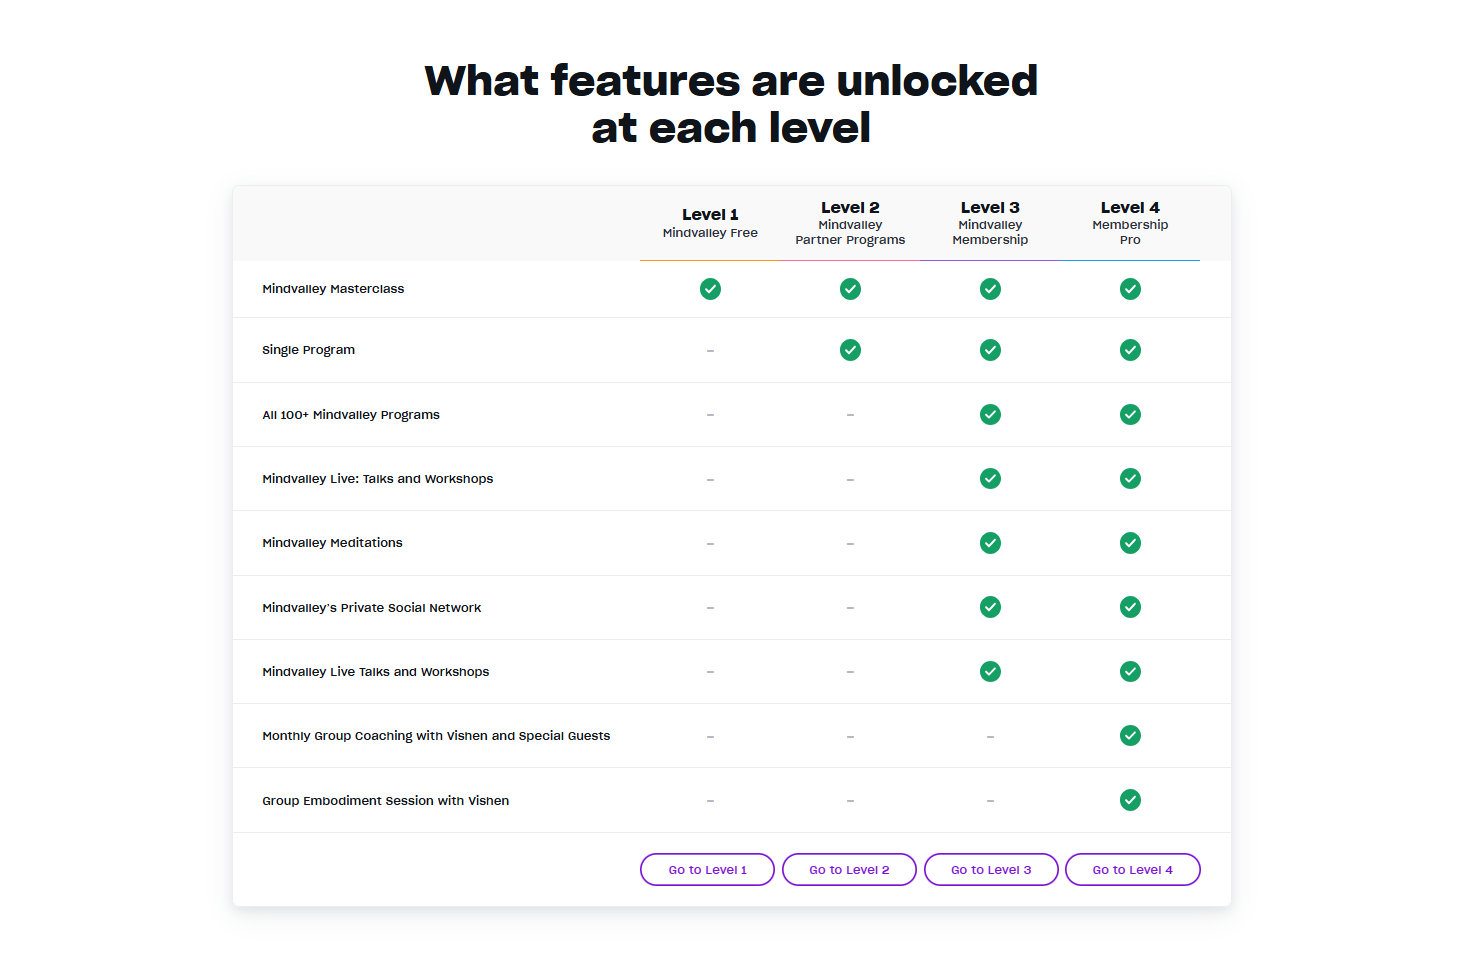 What features are unlocked
at each level
Level 1
Mindvalley Free
Level 2
Mindvalley
Partner Programs
Level 3
Mindvalley
Membership
Level 4
Membership
Pro
Mindvalley Masterclass
Single Program
–
All 100+ Mindvalley Programs
– –
Mindvalley Live: Talks and Workshops
– –
Mindvalley Meditations
– –
Mindvalley's Private Social Network
– –
Mindvalley Live Talks and Workshops
– –
Monthly Group Coaching with Vishen and Special Guests
– – –
Group Embodiment Session with Vishen
– – –
Go to Level 1
Go to Level 2
Go to Level 3
Go to Level 4